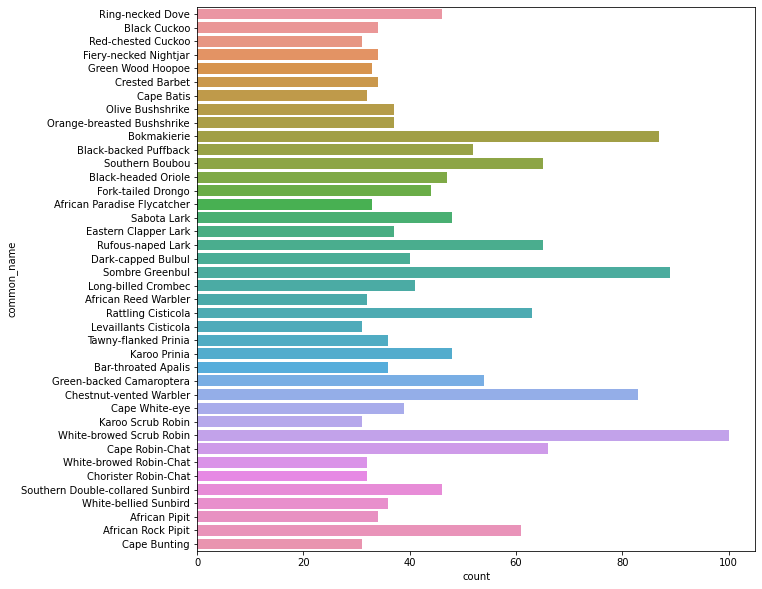 Ring-necked Dove
Black Cuckoo
Red-chested Cuckoo
Fiery-necked Nightjar
Green Wood Hoopoe
Crested Barbet
Cape Batis
Olive Bushshrike
Orange-breasted Bushshrike
Bokmakierie
Black-backed Puffback
Southern Boubou
Black-headed Oriole
Fork-tailed Drongo
African Paradise Flycatcher
Sabota Lark
Eastern Clapper Lark
Rufous-naped Lark
Dark-capped Bulbul
Sombre Greenbul
Long-billed Crombec
African Reed Warbler
Rattling Cisticola
Levaillants Cisticola
Tawny-flanked Prinia
Karoo Prinia
Bar-throated Apalis
Green-backed Camaroptera
Chestnut-vented Warbler
Cape White-eye
Karoo Scrub Robin
White-browed Scrub Robin
Cape Robin-Chat
White-browed Robin-Chat
Chorister Robin-Chat
Southern Double-collared Sunbird
White-bellied Sunbird
African Pipit
African Rock Pipit
Cape Bunting
common_name
0 20 40 60 80 100
count